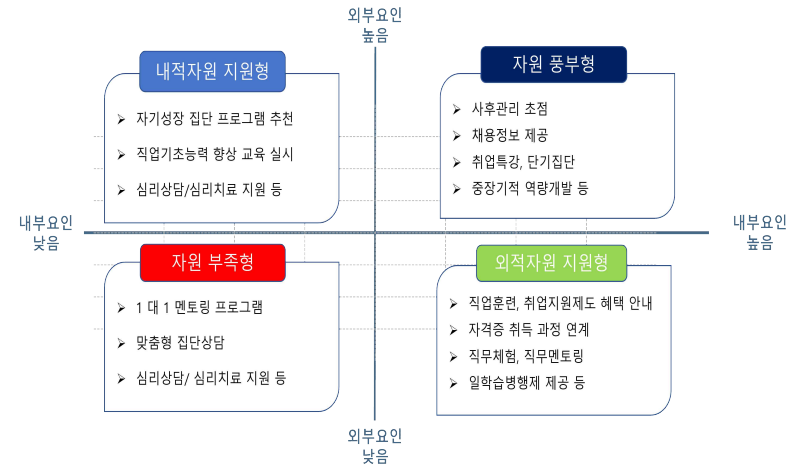 외부요인
높음
내적자원 지원형
자기성장 집단 프로그램 추천
직업기초능력 향상 교육 실시
심리상담/심리치료 지원 등
자원 풍부형
사후관리 초점
채용정보 제공
취업특강, 단기집단
중장기적 역량개발 등
내부요인
낮음
내부요인
높음
자원 부족형
1 대 1 멘토링 프로그램
맞춤형 집단상담
심리상담/ 심리치료 지원 등
외적자원 지원형
직업훈련, 취업지원제도 혜택 안내
자격증 취득 과정 연계
직무체험, 직무멘토링
일학습병행제 제공 등
외부요인
낮음